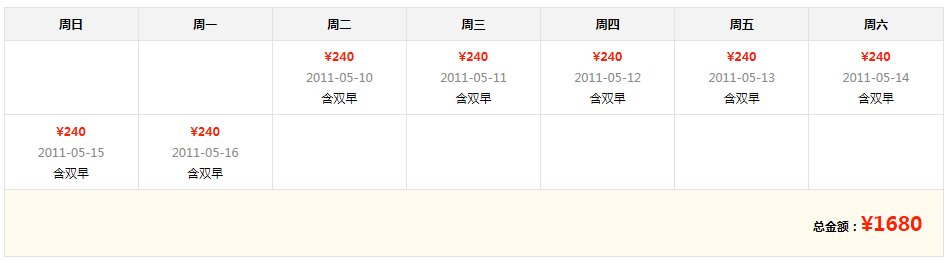 周日 周一 周二 周三 周四 周五 周六
¥240 ¥240 ¥240 ¥240 ¥240
2011-05-10 2011-05-11 2011-05-12 2011-05-13 2011-05-14
含双早 含双早 含双早 含双早 含双早
¥240 ¥240
2011-05-15 2011-05-16
含双早 含双早
总金额：¥1680